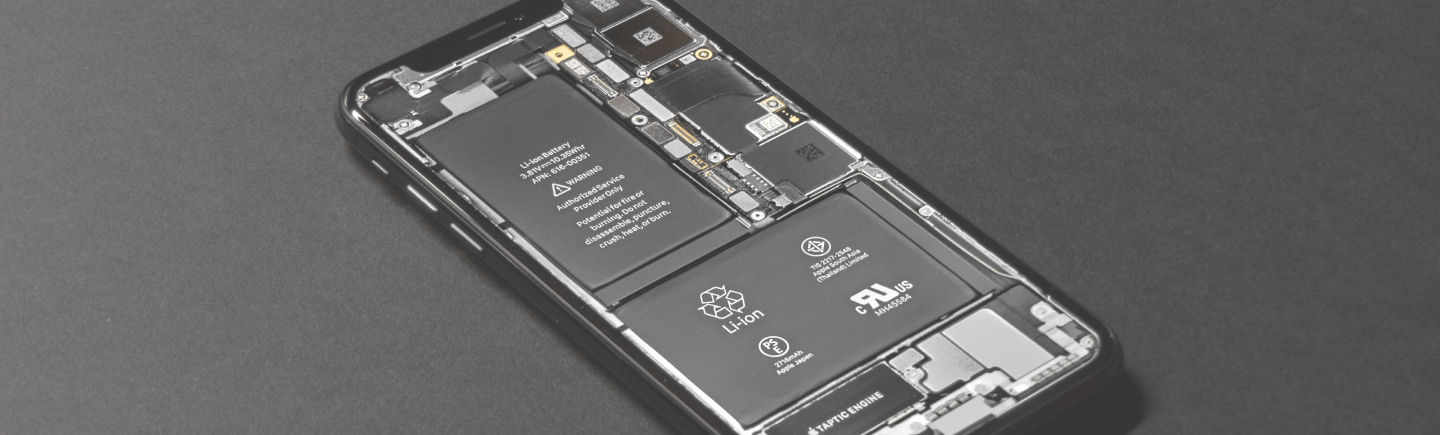 Li-ion Battery
3.81V⎓10.35Whr
APN: 616-00351
WARNING
Authorized Service
Provider Only
Potential for fire or
burning. Do not
disassemble, puncture,
crush, heat, or burn.
Li-ion
PS
E
2716mAh
Apple Japan
TIS 2217-2548
Apple South Asia
(Thailand) Limited
c RU US
MH45584
TAPTIC ENGINE